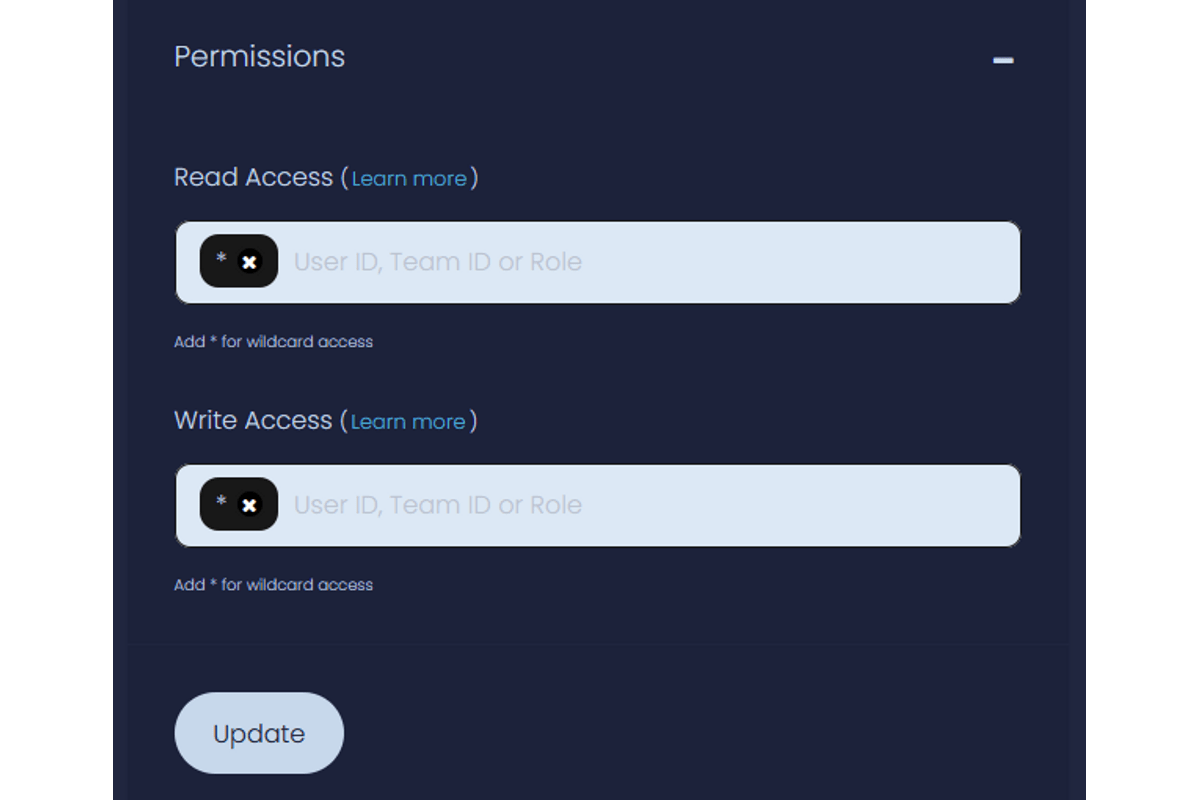 Permissions
Read Access (Learn more)
* User ID, Team ID or Role
Add * for wildcard access
Write Access (Learn more)
* User ID, Team ID or Role
Add * for wildcard access
Update